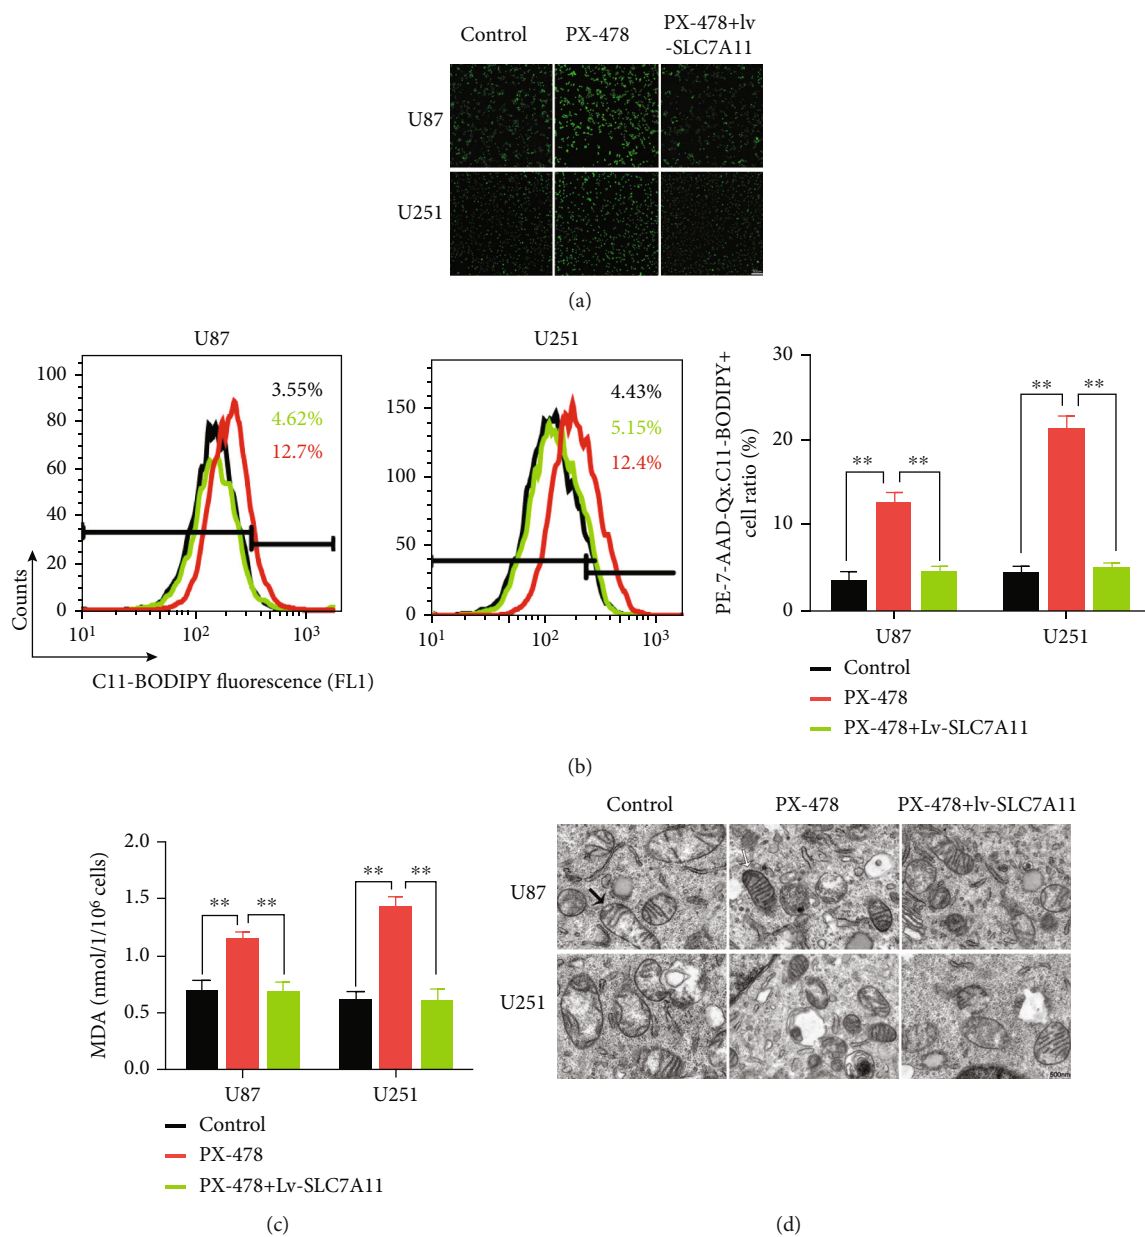 Control
PX-478
PX-478+lv
-SLC7A11
U87
U251
(a)
U87
100
80
60
40
20
0
Counts
3.55%
4.62%
12.7%
10¹
10²
10³
C11-BODIPY fluorescence (FL1)
U251
150
100
50
0
4.43%
5.15%
12.4%
10¹
10²
10³
PE-7-AAD-Qx.C11-BODIPY+
cell ratio (%)
30
20
10
0
**
**
**
**
U87
U251
Control
PX-478
PX-478+Lv-SLC7A11
(b)
MDA (nmol/1/10⁶ cells)
2.0
1.5
1.0
0.5
0.0
**
**
**
**
U87
U251
Control
PX-478
PX-478+Lv-SLC7A11
(c)
Control
PX-478
PX-478+lv-SLC7A11
U87
U251
500nm
(d)